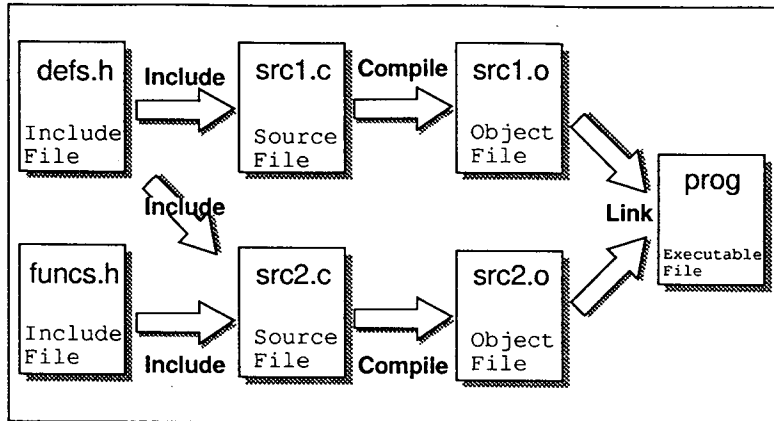 defs.h
Include
File
Include
src1.c
Source
File
Compile
src1.o
Object
File
Include
Link
prog
Executable
File
funcs.h
Include
File
Include
src2.c
Source
File
Compile
src2.o
Object
File